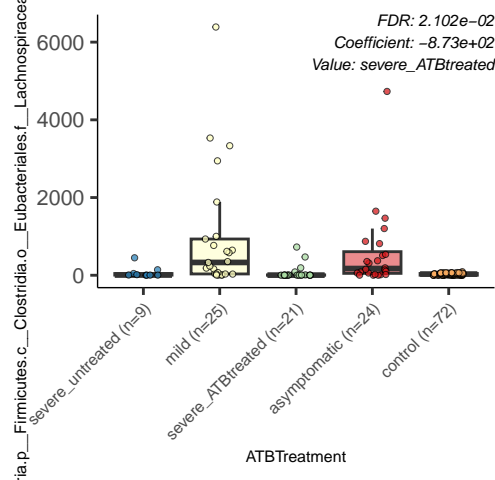 FDR: 2.102e−02
Coefficient: −8.73e+02
Value: severe_ATBtreated
6000
4000
2000
0
ria.p__Firmicutes.c__Clostridia.o__Eubacteriales.f__Lachnospiracea
severe_untreated (n=9)
mild (n=25)
severe_ATBtreated (n=21)
asymptomatic (n=24)
control (n=72)
ATBTreatment